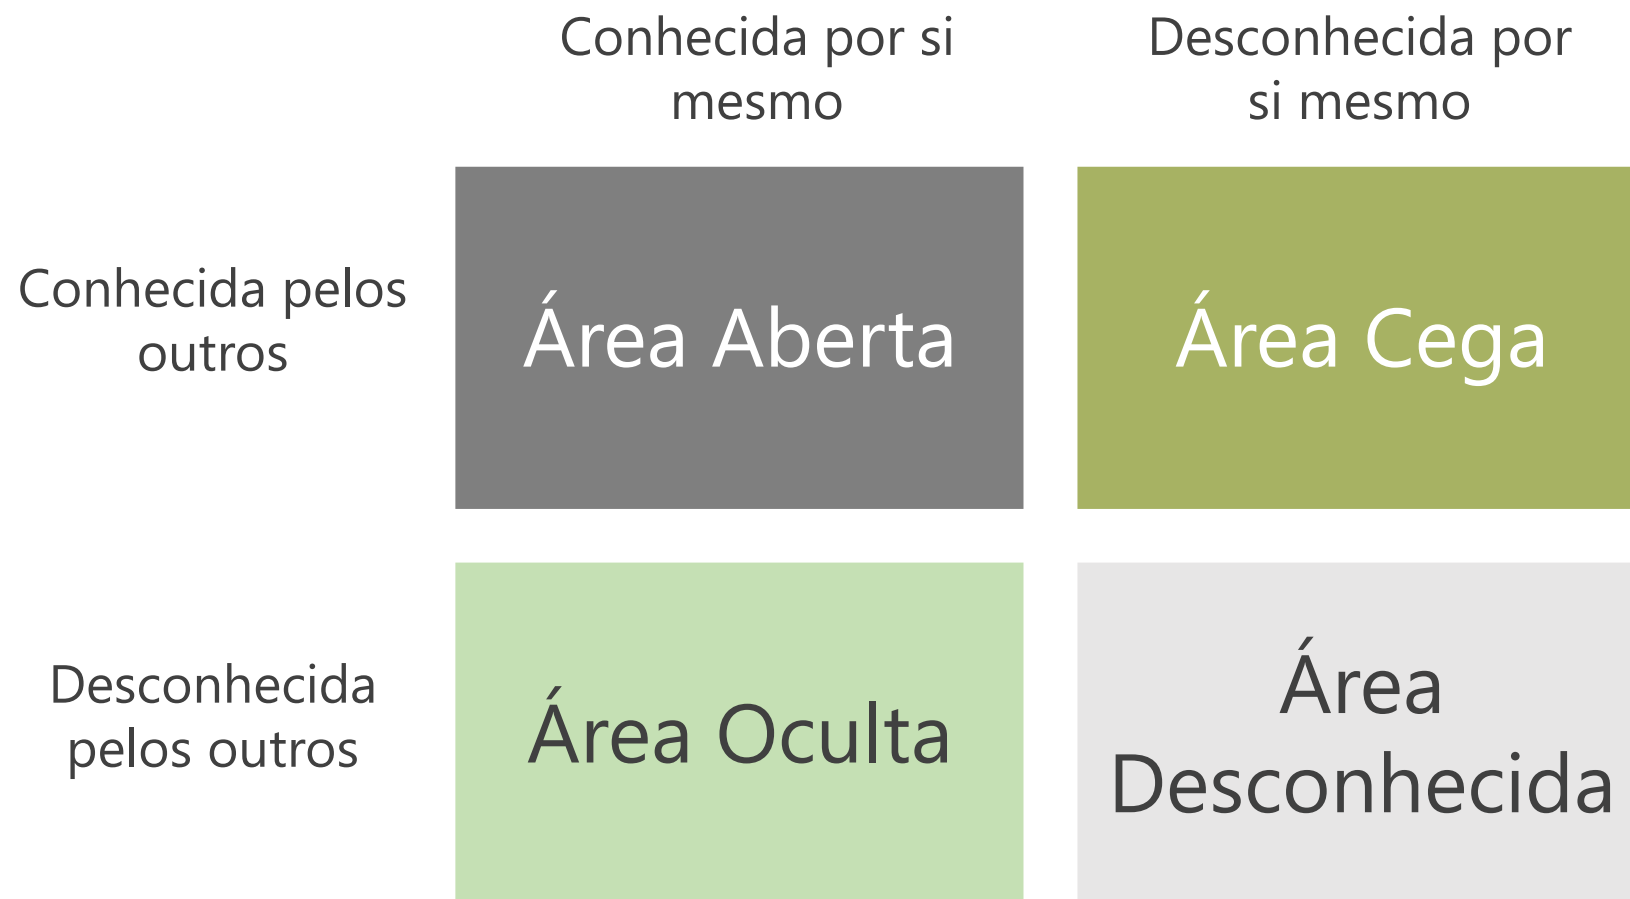 Conhecida por si
mesmo
Desconhecida por
si mesmo
Conhecida pelos
outros
Área Aberta
Área Cega
Desconhecida
pelos outros
Área Oculta
Área
Desconhecida